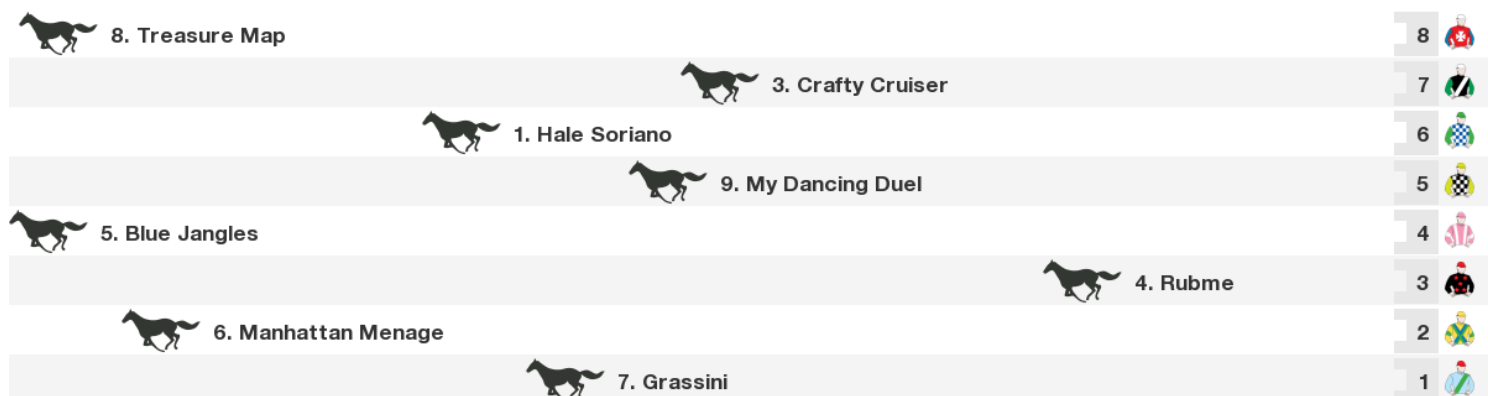 8. Treasure Map 8
3. Crafty Cruiser 7
1. Hale Soriano 6
9. My Dancing Duel 5
5. Blue Jangles 4
4. Rubme 3
6. Manhattan Menage 2
7. Grassini 1